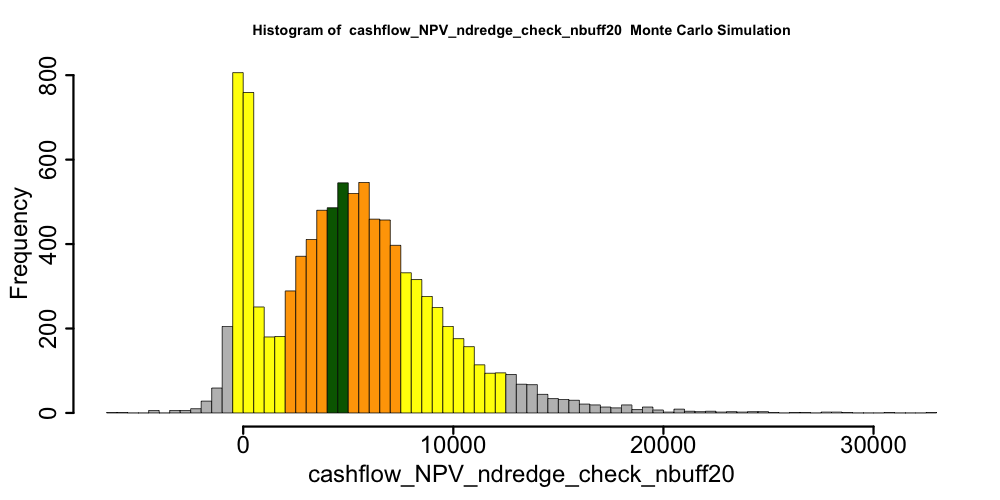 Histogram of  cashflow_NPV_ndredge_check_nbuff20  Monte Carlo Simulation
800
600
400
200
0
Frequency
0 10000 20000 30000
cashflow_NPV_ndredge_check_nbuff20